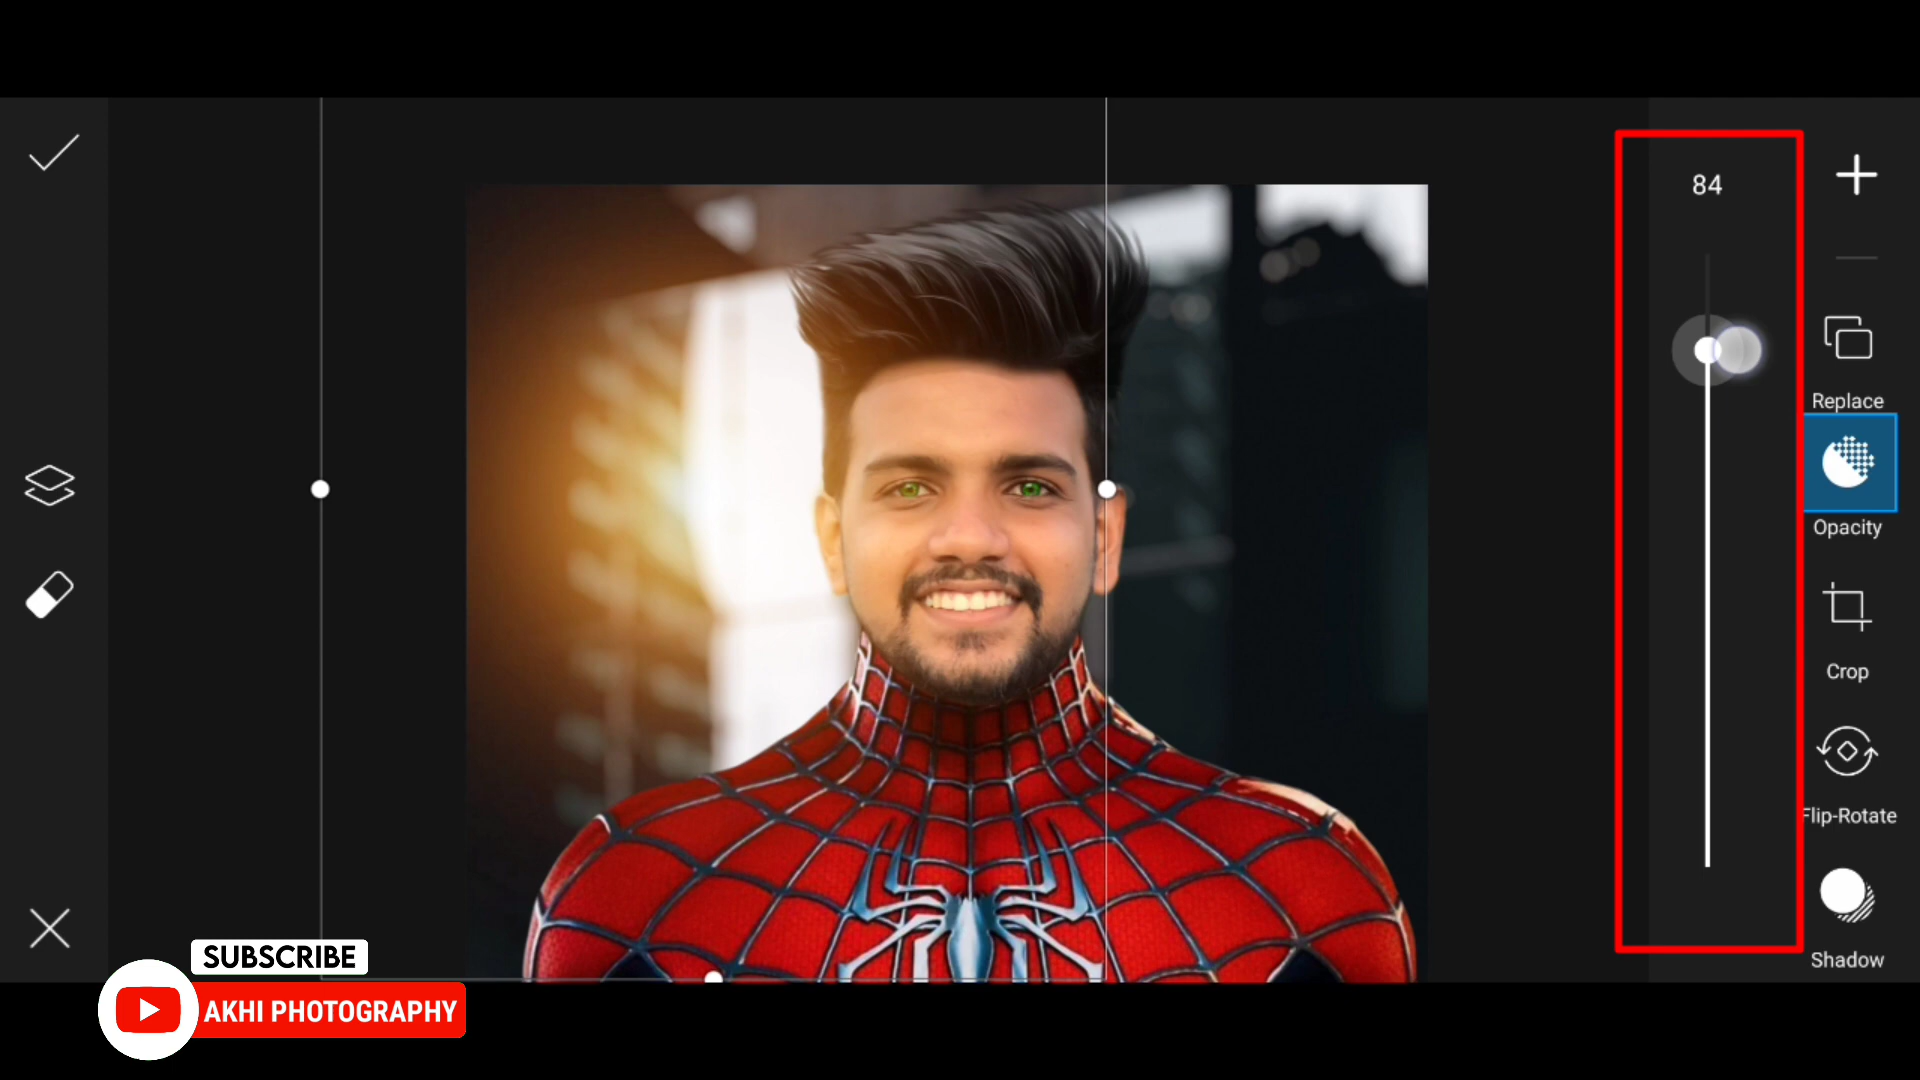 84
Replace
Opacity
Crop
Flip-Rotate
Shadow
SUBSCRIBE
AKHI PHOTOGRAPHY